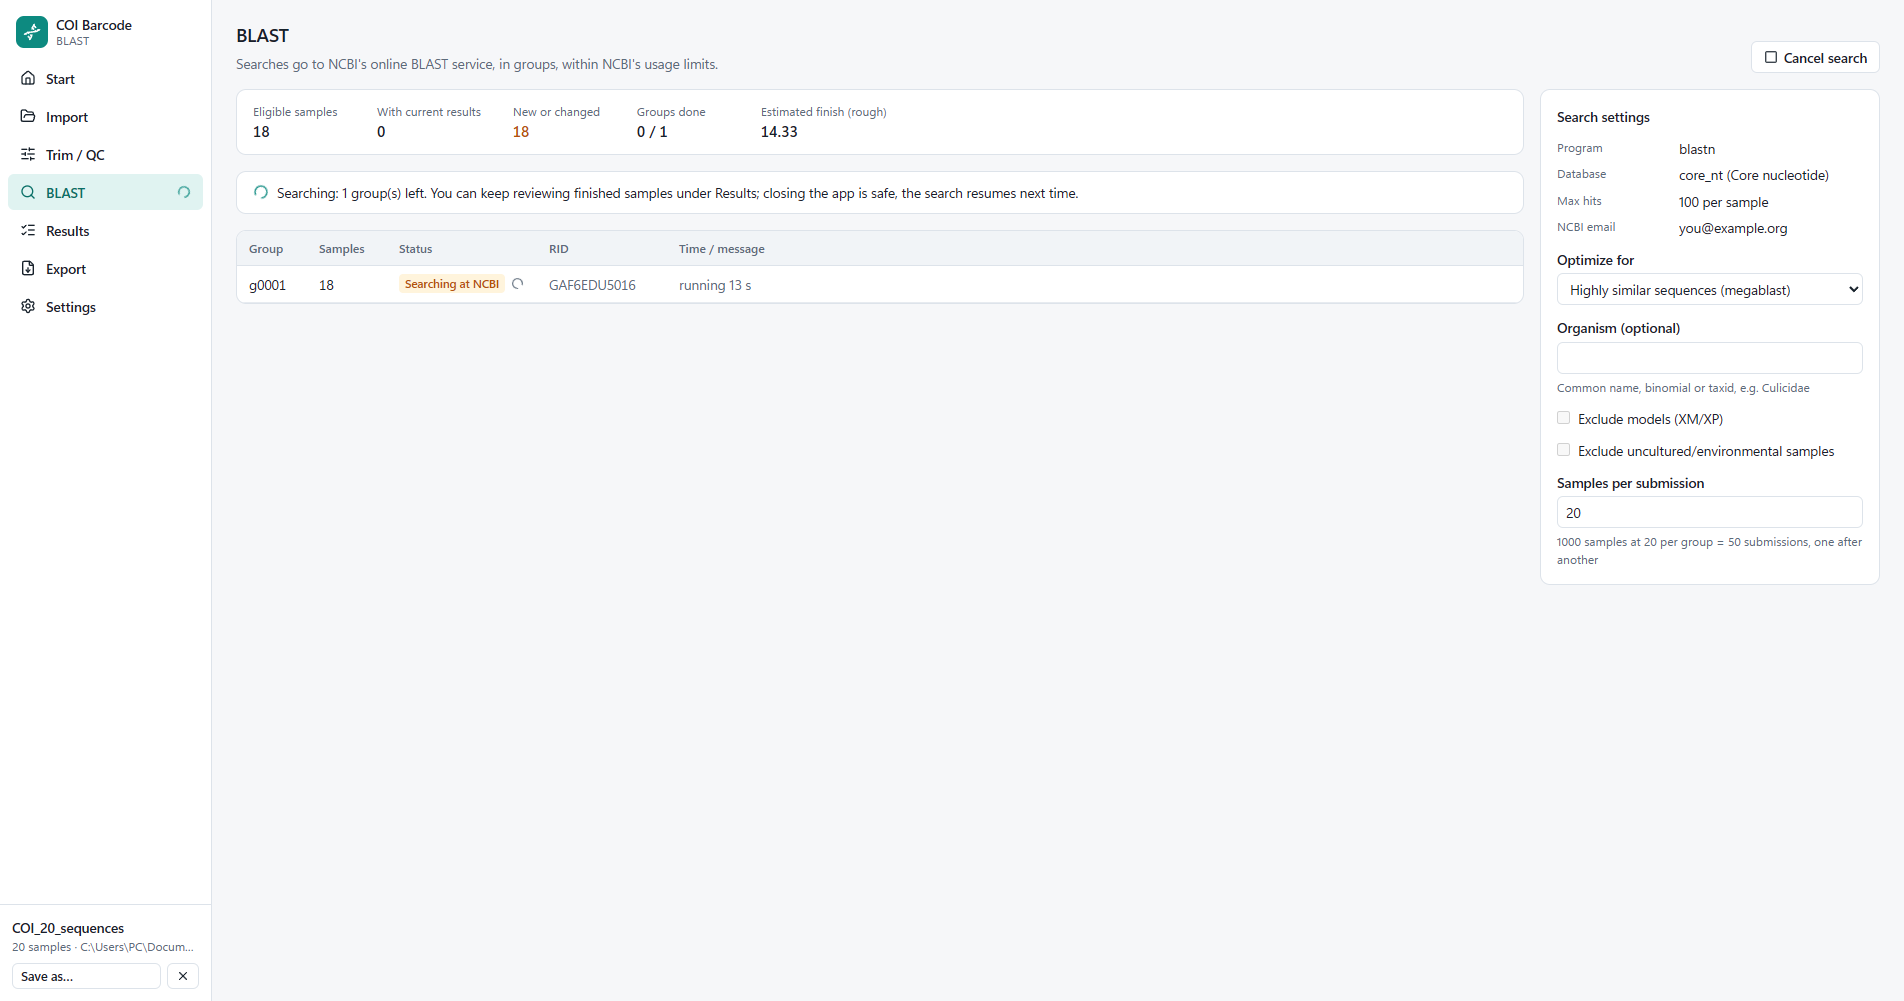 COI Barcode
BLAST
Start
Import
Trim / QC
BLAST
Results
Export
Settings
COI_20_sequences
20 samples · C:\Users\PC\Docum...
Save as...
BLAST
Searches go to NCBI's online BLAST service, in groups, within NCBI's usage limits.
Cancel search
Eligible samples
18
With current results
0
New or changed
18
Groups done
0 / 1
Estimated finish (rough)
14.33
Searching: 1 group(s) left. You can keep reviewing finished samples under Results; closing the app is safe, the search resumes next time.
Group Samples Status RID Time / message
g0001 18 Searching at NCBI GAF6EDU5016 running 13 s
Search settings
Program blastn
Database core_nt (Core nucleotide)
Max hits 100 per sample
NCBI email you@example.org
Optimize for
Highly similar sequences (megablast)
Organism (optional)
Common name, binomial or taxid, e.g. Culicidae
Exclude models (XM/XP)
Exclude uncultured/environmental samples
Samples per submission
20
1000 samples at 20 per group = 50 submissions, one after
another